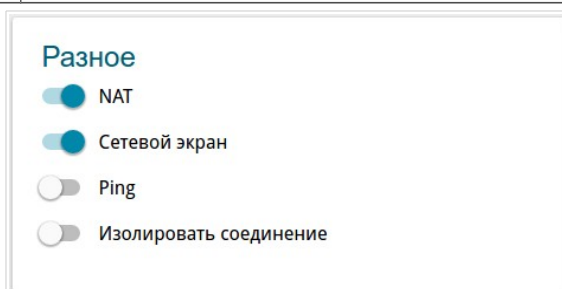 Разное
NAT
Сетевой экран
Ping
Изолировать соединение